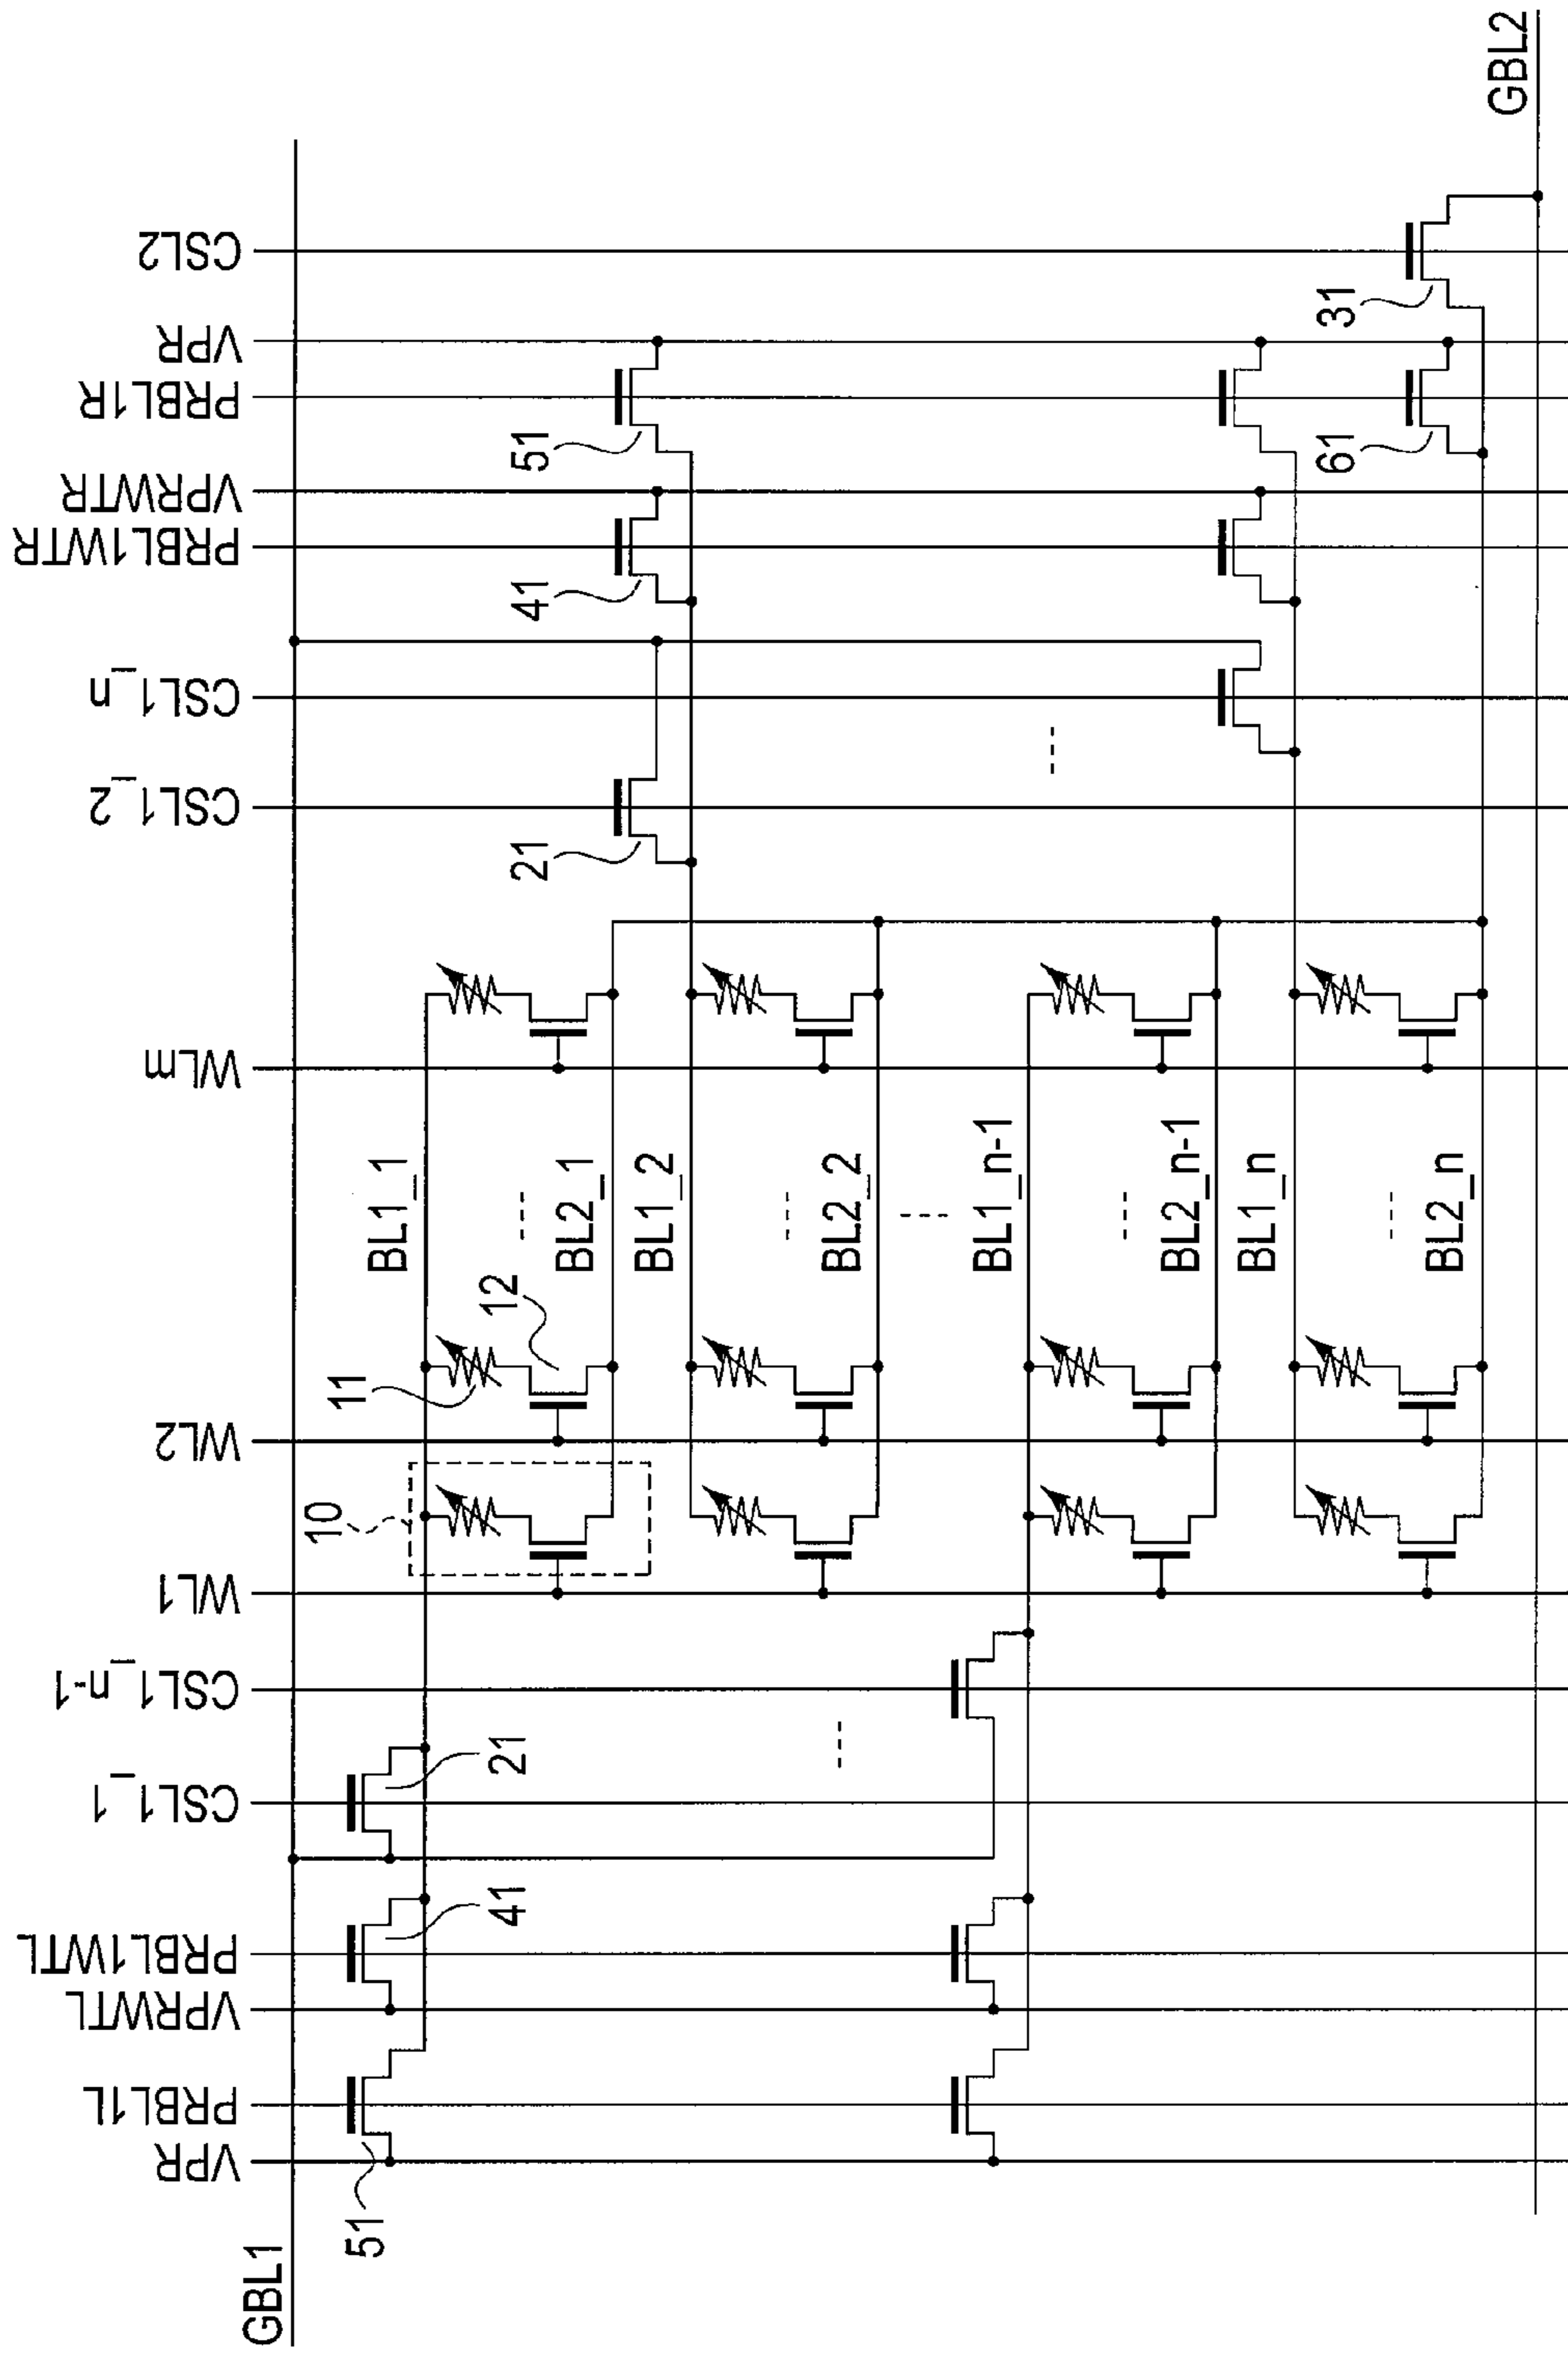 GBL1
VPR
PRBL1L
VPRWTL
PRBL1WTL
CSL1_1
CSL1_n-1
WL1
WL2
WLm
CSL1_2
CSL1_n
PRBL1WTR
VPRWTR
PRBL1R
VPR
CSL2
51
41
21
10
11
12
BL1_1
BL2_1
BL1_2
BL2_2
BL1_n-1
BL2_n-1
BL1_n
BL2_n
21
41
51
61
31
GBL2